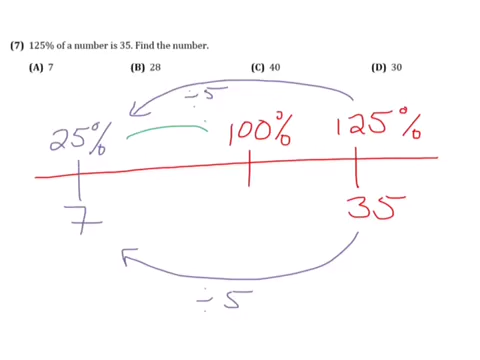 (7) 125% of a number is 35. Find the number.
(A) 7 (B) 28 (C) 40 (D) 30
÷5
25% 100% 125%
7 35
÷5